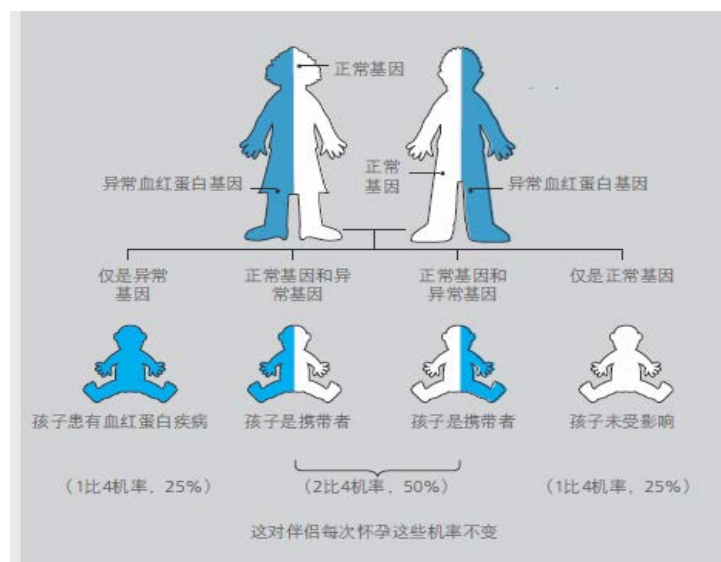 正常基因
异常血红蛋白基因
正常
基因
异常血红蛋白基因
仅是异常
基因
正常基因和异
常基因
正常基因和
异常基因
仅是正常基因
孩子患有血红蛋白疾病
孩子是携带者
孩子是携带者
孩子未受影响
（1比4机率，25%）
（2比4机率，50%）
（1比4机率，25%）
这对伴侣每次怀孕这些机率不变